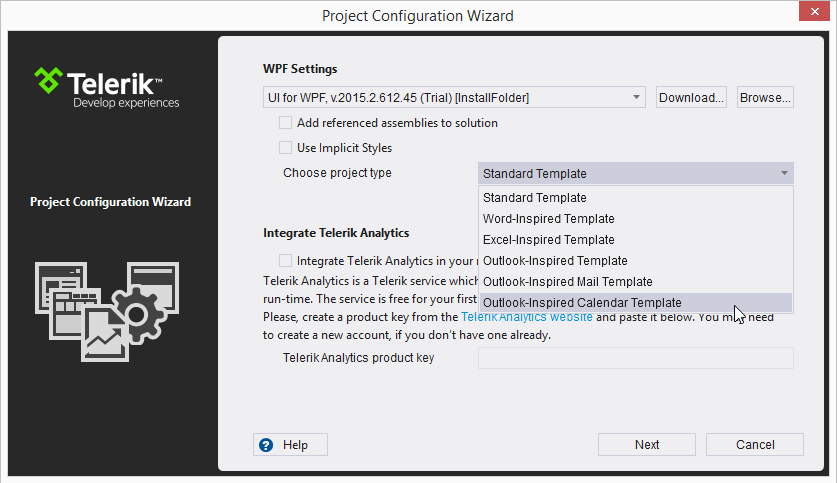 Project Configuration Wizard
Telerik™
Develop experiences
Project Configuration Wizard
WPF Settings
UI for WPF, v.2015.2.612.45 (Trial) [InstallFolder]
Download...
Browse...
Add referenced assemblies to solution
Use Implicit Styles
Choose project type
Standard Template
Standard Template
Word-Inspired Template
Excel-Inspired Template
Outlook-Inspired Template
Outlook-Inspired Mail Template
Outlook-Inspired Calendar Template
Integrate Telerik Analytics
Integrate Telerik Analytics in your
Telerik Analytics is a Telerik service which
run-time. The service is free for your first
Please, create a product key from the Telerik Analytics website and paste it below. You may need
to create a new account, if you don't have one already.
Telerik Analytics product key
Help
Next
Cancel